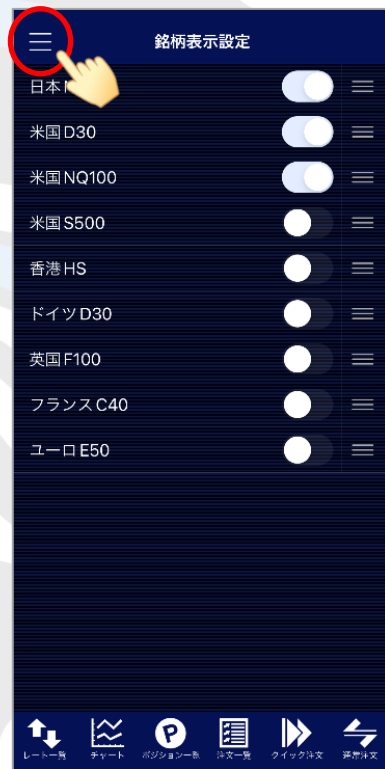 銘柄表示設定
日本
米国D30
米国NQ100
米国S500
香港HS
ドイツD30
英国F100
フランスC40
ユーロE50
レート一覧
チャート
P
ポジション一覧
注文一覧
クイック注文